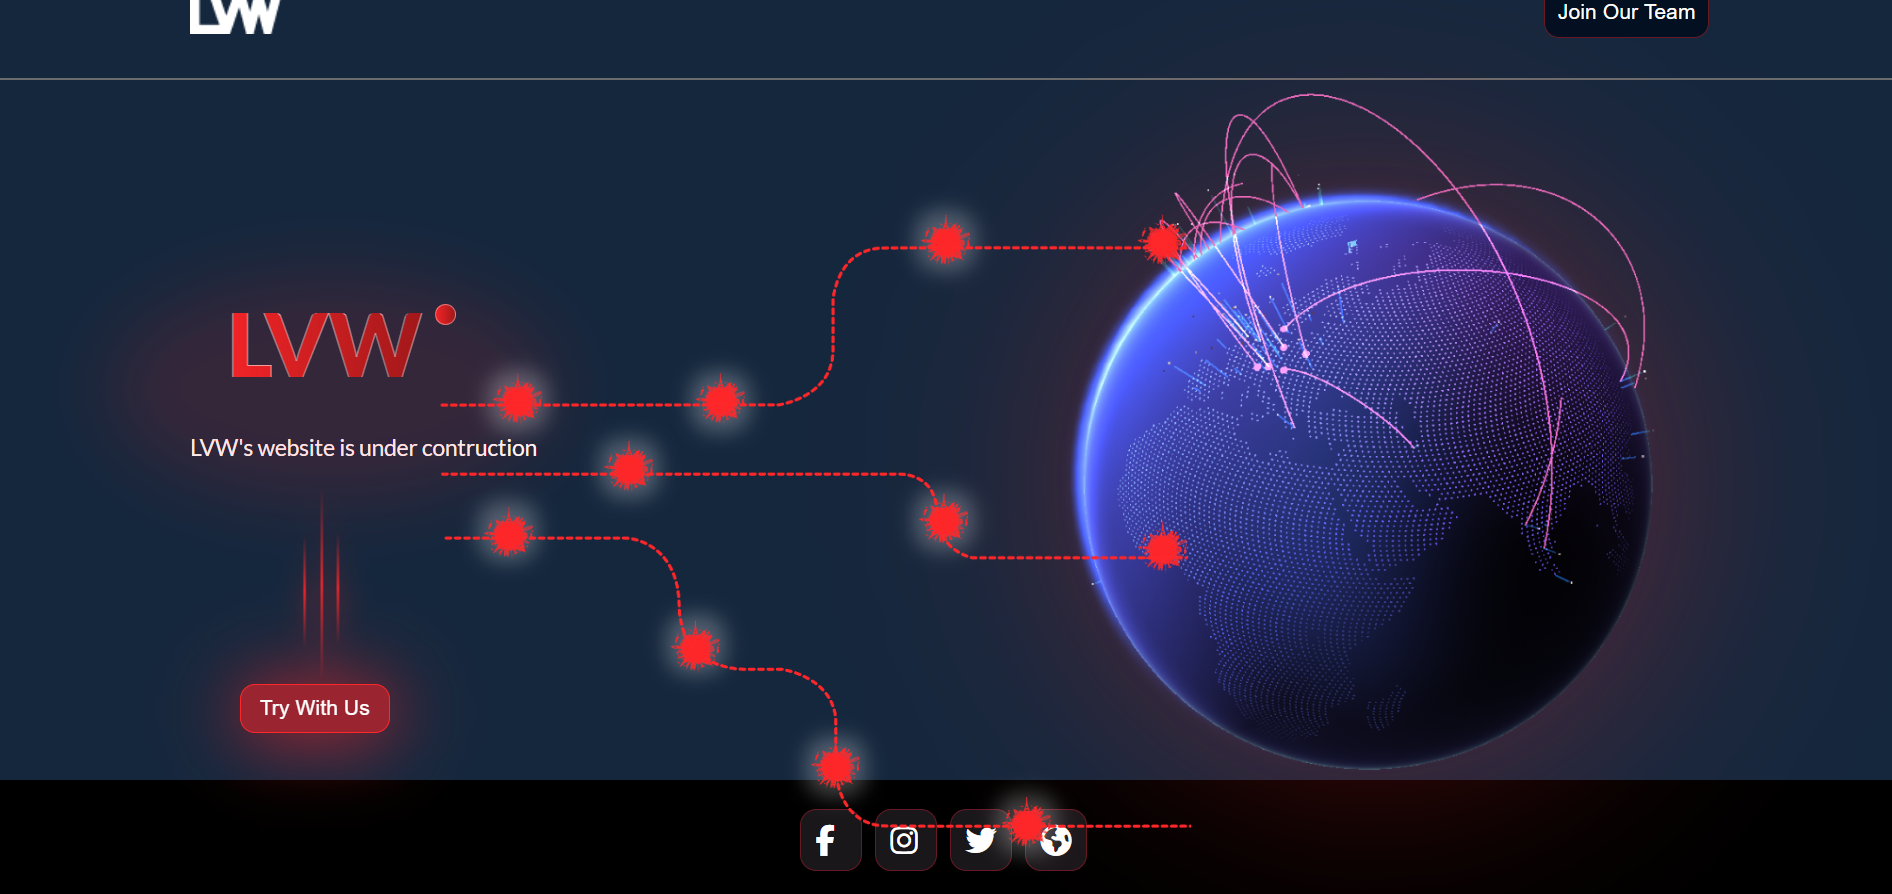 LVW
Join Our Team
LVW
LVW's website is under contruction
Try With Us